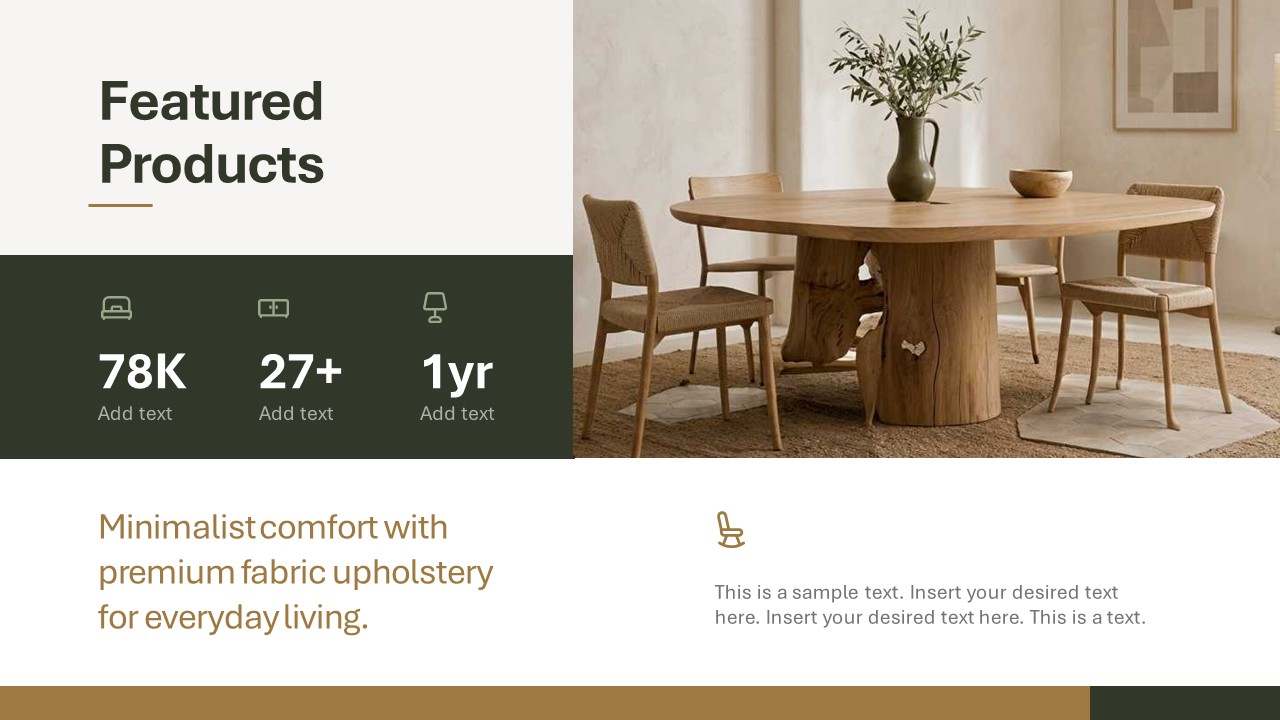 Featured
Products
78K
27+
1yr
Add text
Add text
Add text
Minimalist comfort with
premium fabric upholstery
for everyday living.
This is a sample text. Insert your desired text
here. Insert your desired text here. This is a text.